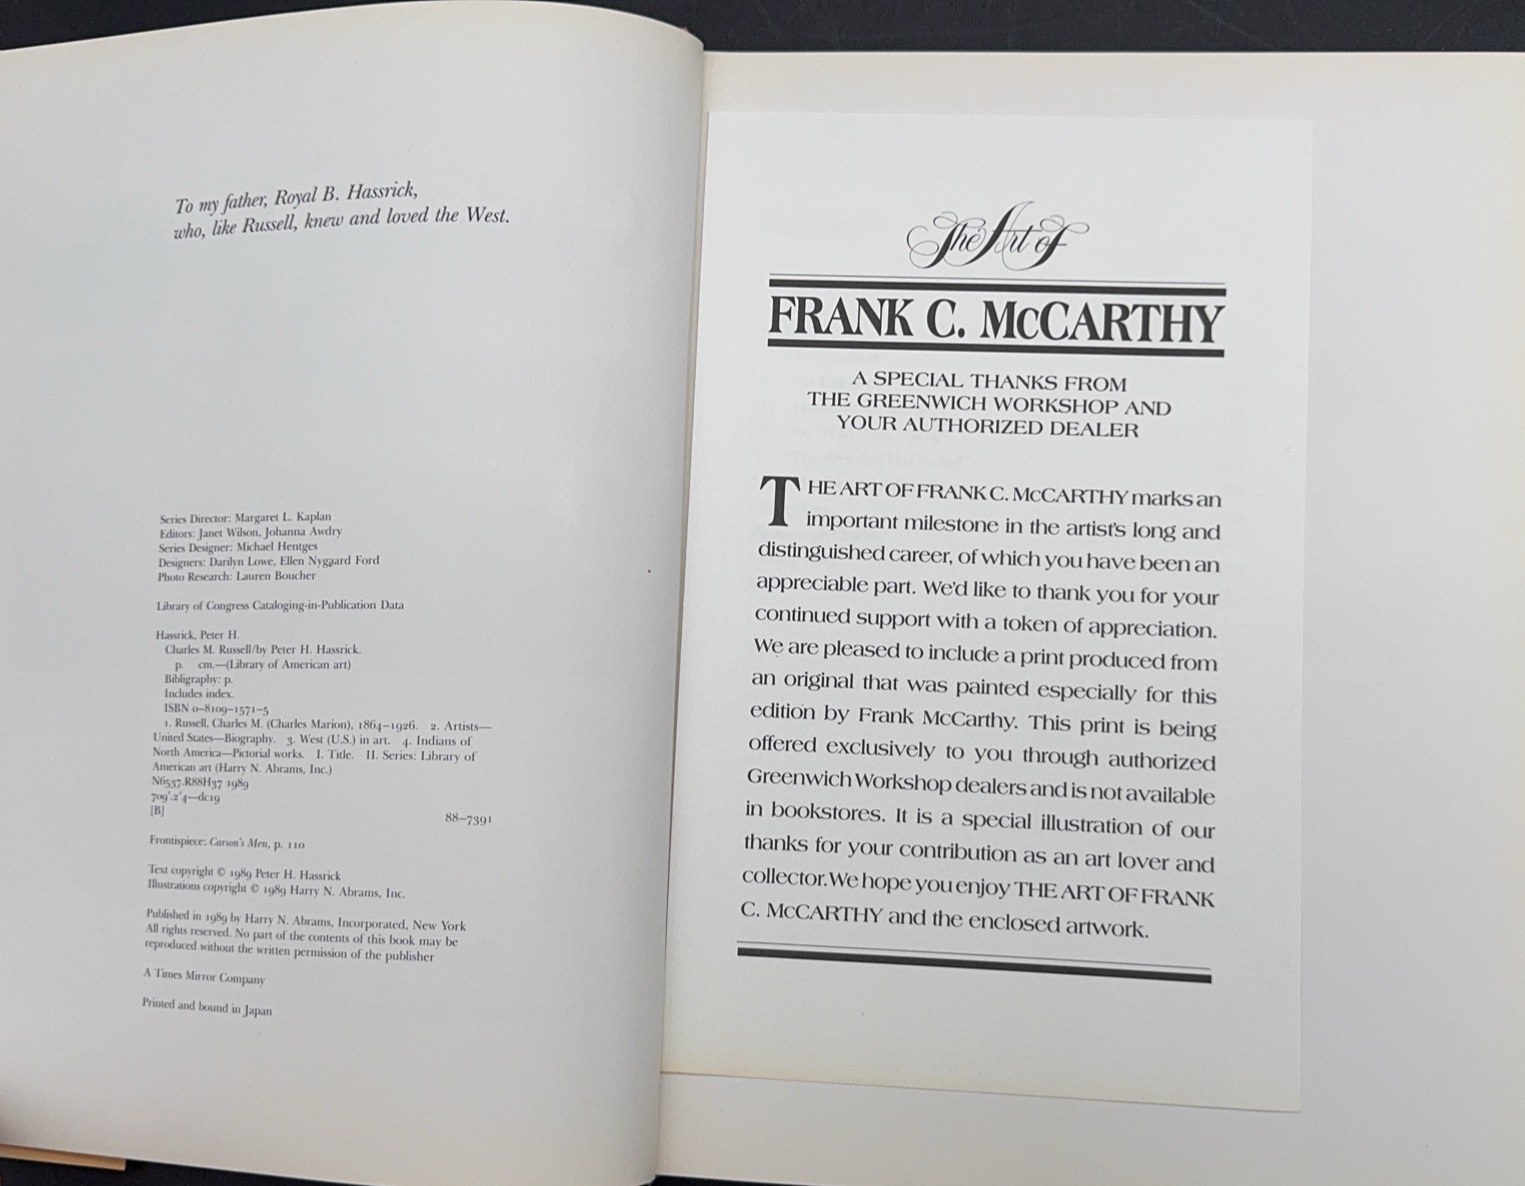 To my father, Royal B. Hassrick,
who, like Russell, knew and loved the West.
Series Director: Margaret L. Kaplan
Editors: Janet Wilson, Johanna Awdry
Series Designer: Michael Hentges
Designers: Darilyn Lowe, Ellen Nygaard Ford
Photo Research: Lauren Boucher
Library of Congress Cataloging-in-Publication Data
Hassrick, Peter H.
Charles M. Russell/by Peter H. Hassrick.
p. cm.—(Library of American art)
Bibligraphy: p.
Includes index.
ISBN 0–8109–1571–5
1. Russell, Charles M. (Charles Marion), 1864–1926. 2. Artists—
United States—Biography. 3. West (U.S.) in art. 4. Indians of
North America—Pictorial works. I. Title. II. Series: Library of
American art (Harry N. Abrams, Inc.)
N6537.R88H37 1989
709'.2'4—dc19
[B] 88–7391
Frontispiece: Carson's Men, p. 110
Text copyright © 1989 Peter H. Hassrick
Illustrations copyright © 1989 Harry N. Abrams, Inc.
Published in 1989 by Harry N. Abrams, Incorporated, New York
All rights reserved. No part of the contents of this book may be
reproduced without the written permission of the publisher
A Times Mirror Company
Printed and bound in Japan
The Art of
FRANK C. McCARTHY
A SPECIAL THANKS FROM
THE GREENWICH WORKSHOP AND
YOUR AUTHORIZED DEALER
THE ART OF FRANK C. McCARTHY marks an
important milestone in the artist's long and
distinguished career, of which you have been an
appreciable part. We'd like to thank you for your
continued support with a token of appreciation.
We are pleased to include a print produced from
an original that was painted especially for this
edition by Frank McCarthy. This print is being
offered exclusively to you through authorized
Greenwich Workshop dealers and is not available
in bookstores. It is a special illustration of our
thanks for your contribution as an art lover and
collector. We hope you enjoy THE ART OF FRANK
C. McCARTHY and the enclosed artwork.